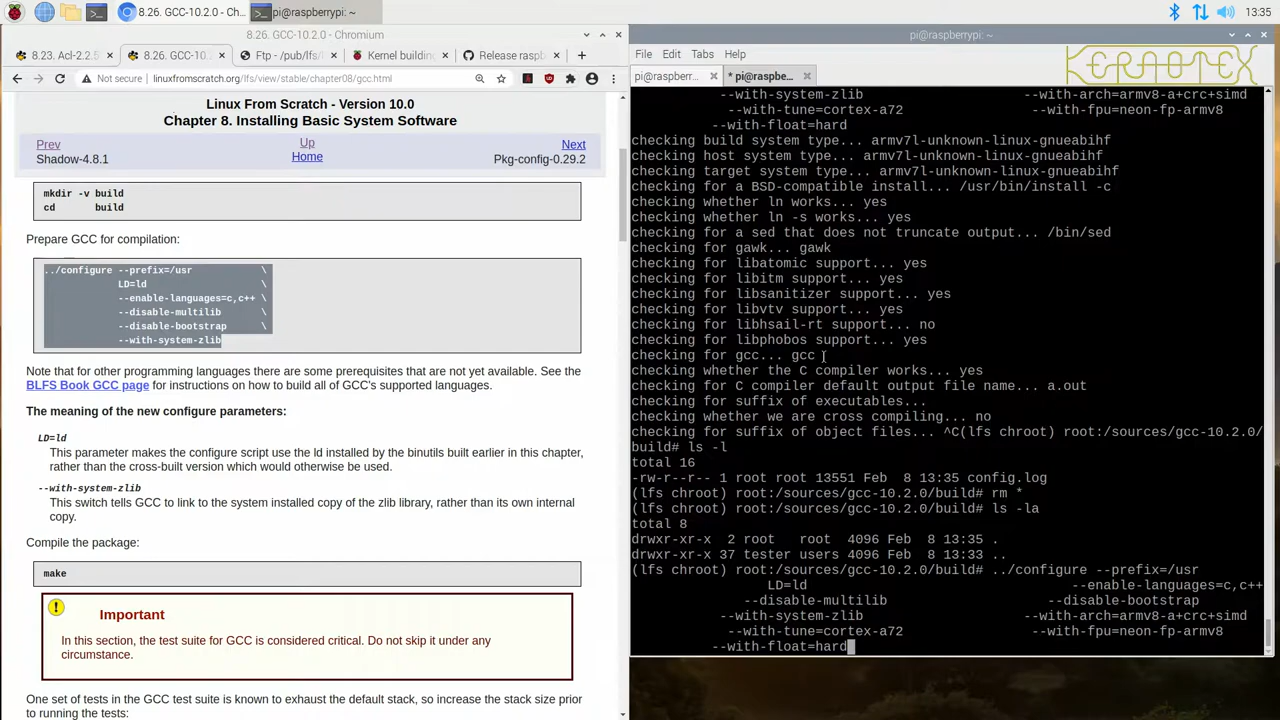 8.26. GCC-10.2.0 - Ch...
pi@raspberrypi: ~
13:35
8.26. GCC-10.2.0 - Chromium
pi@raspberrypi: ~
8.23. Acl-2.2.5
8.26. GCC-10.2.0
Ftp - /pub/lfs/
Kernel building
Release raspb
File Edit Tabs Help
Not secure | linuxfromscratch.org/lfs/view/stable/chapter08/gcc.html
pi@raspberr...
* pi@raspbe...
KERNOTEX
Linux From Scratch - Version 10.0
Chapter 8. Installing Basic System Software
Prev Up Next
Shadow-4.8.1 Home Pkg-config-0.29.2
mkdir -v build
cd build
Prepare GCC for compilation:
../configure --prefix=/usr \
LD=ld \
--enable-languages=c,c++ \
--disable-multilib \
--disable-bootstrap \
--with-system-zlib
Note that for other programming languages there are some prerequisites that are not yet available. See the
BLFS Book GCC page for instructions on how to build all of GCC's supported languages.
The meaning of the new configure parameters:
LD=ld
This parameter makes the configure script use the ld installed by the binutils built earlier in this chapter,
rather than the cross-built version which would otherwise be used.
--with-system-zlib
This switch tells GCC to link to the system installed copy of the zlib library, rather than its own internal
copy.
Compile the package:
make
Important
In this section, the test suite for GCC is considered critical. Do not skip it under any
circumstance.
One set of tests in the GCC test suite is known to exhaust the default stack, so increase the stack size prior
to running the tests:
--with-system-zlib --with-arch=armv8-a+crc+simd
--with-tune=cortex-a72 --with-fpu=neon-fp-armv8
--with-float=hard
checking build system type... armv7l-unknown-linux-gnueabihf
checking host system type... armv7l-unknown-linux-gnueabihf
checking target system type... armv7l-unknown-linux-gnueabihf
checking for a BSD-compatible install... /usr/bin/install -c
checking whether ln works... yes
checking whether ln -s works... yes
checking for a sed that does not truncate output... /bin/sed
checking for gawk... gawk
checking for libatomic support... yes
checking for libitm support... yes
checking for libsanitizer support... yes
checking for libvtv support... yes
checking for libhsail-rt support... no
checking for libphobos support... yes
checking for gcc... gcc
checking whether the C compiler works... yes
checking for C compiler default output file name... a.out
checking for suffix of executables...
checking whether we are cross compiling... no
checking for suffix of object files... ^C(lfs chroot) root:/sources/gcc-10.2.0/
build# ls -l
total 16
-rw-r--r-- 1 root root 13551 Feb  8 13:35 config.log
(lfs chroot) root:/sources/gcc-10.2.0/build# rm *
(lfs chroot) root:/sources/gcc-10.2.0/build# ls -la
total 8
drwxr-xr-x  2 root   root  4096 Feb  8 13:35 .
drwxr-xr-x 37 tester users 4096 Feb  8 13:33 ..
(lfs chroot) root:/sources/gcc-10.2.0/build# ../configure --prefix=/usr
LD=ld --enable-languages=c,c++
--disable-multilib --disable-bootstrap
--with-system-zlib --with-arch=armv8-a+crc+simd
--with-tune=cortex-a72 --with-fpu=neon-fp-armv8
--with-float=hard